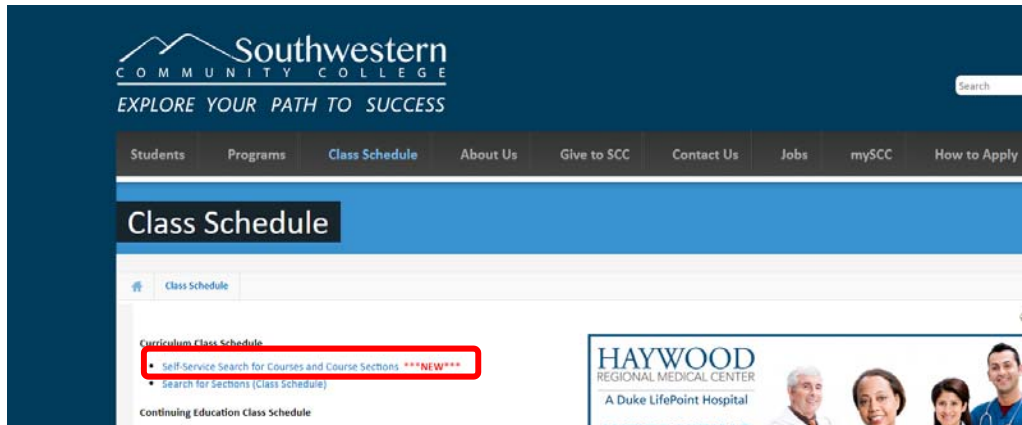 Southwestern
COMMUNITY COLLEGE
EXPLORE YOUR PATH TO SUCCESS
Search
Students Programs Class Schedule About Us Give to SCC Contact Us Jobs mySCC How to Apply
Class Schedule
Class Schedule
Curriculum Class Schedule
Self-Service Search for Courses and Course Sections ***NEW***
Search for Sections (Class Schedule)
Continuing Education Class Schedule
HAYWOOD
REGIONAL MEDICAL CENTER
A Duke LifePoint Hospital